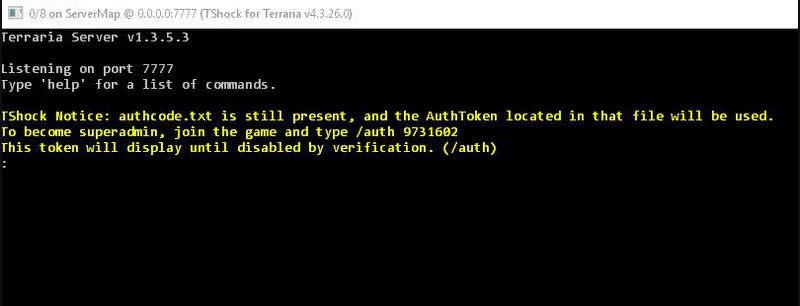 0/8 on ServerMap @ 0.0.0.0:7777 (TShock for Terraria v4.3.26.0)
Terraria Server v1.3.5.3
Listening on port 7777
Type 'help' for a list of commands.
TShock Notice: authcode.txt is still present, and the AuthToken located in that file will be used.
To become superadmin, join the game and type /auth 9731602
This token will display until disabled by verification. (/auth)
: